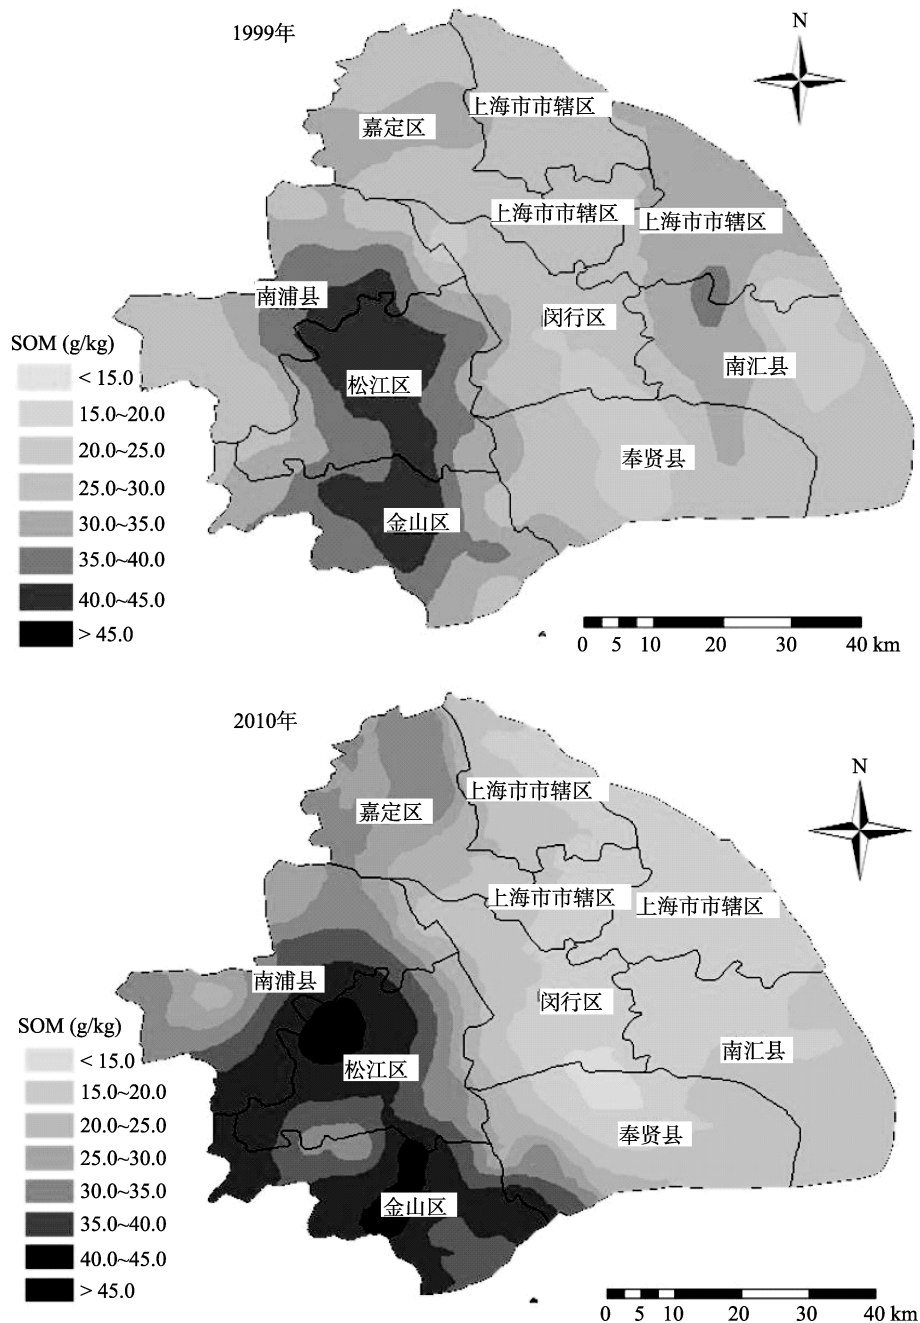 1999年
N
上海市市辖区
嘉定区
上海市市辖区
上海市市辖区
南浦县
闵行区
SOM (g/kg)
南汇县
< 15.0
松江区
15.0~20.0
20.0~25.0
奉贤县
25.0~30.0
30.0~35.0
金山区
35.0~40.0
40.0~45.0
> 45.0
0 5 10 20 30 40 km
2010年
N
上海市市辖区
嘉定区
上海市市辖区
上海市市辖区
南浦县
闵行区
SOM (g/kg)
南汇县
< 15.0
松江区
15.0~20.0
20.0~25.0
奉贤县
25.0~30.0
30.0~35.0
金山区
35.0~40.0
40.0~45.0
> 45.0
0 5 10 20 30 40 km